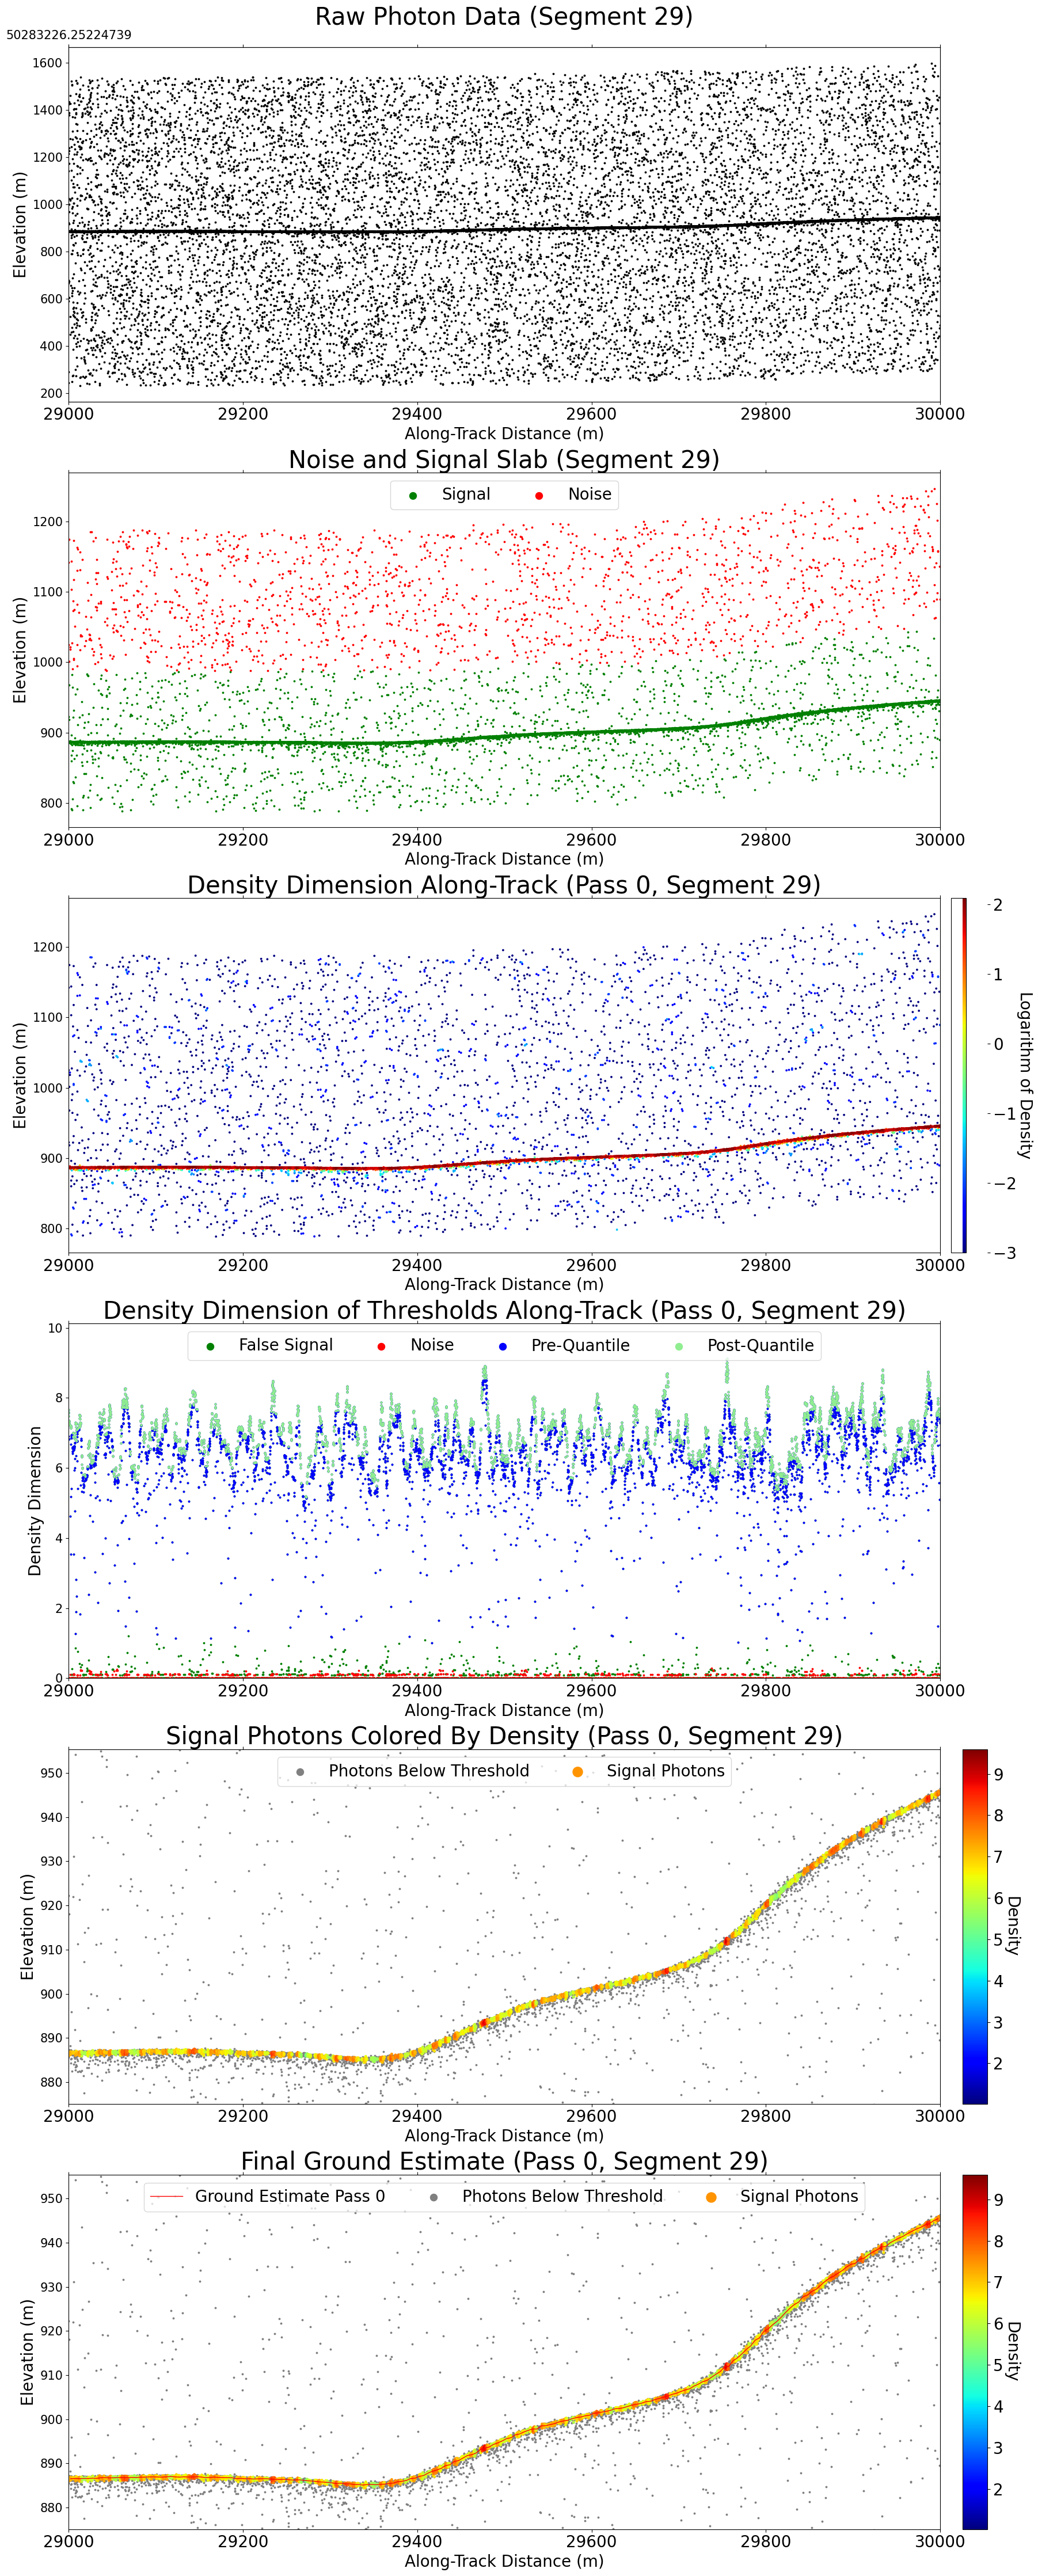 Raw Photon Data (Segment 29)
50283226.25224739
1600
1400
1200
1000
800
600
400
200
Elevation (m)
29000 29200 29400 29600 29800 30000
Along-Track Distance (m)
Noise and Signal Slab (Segment 29)
Signal Noise
1200
1100
1000
900
800
Elevation (m)
29000 29200 29400 29600 29800 30000
Along-Track Distance (m)
Density Dimension Along-Track (Pass 0, Segment 29)
1200
1100
1000
900
800
Elevation (m)
29000 29200 29400 29600 29800 30000
Along-Track Distance (m)
2
1
0
−1
−2
−3
Logarithm of Density
Density Dimension of Thresholds Along-Track (Pass 0, Segment 29)
False Signal Noise Pre-Quantile Post-Quantile
10
8
6
4
2
0
Density Dimension
29000 29200 29400 29600 29800 30000
Along-Track Distance (m)
Signal Photons Colored By Density (Pass 0, Segment 29)
Photons Below Threshold Signal Photons
950
940
930
920
910
900
890
880
Elevation (m)
29000 29200 29400 29600 29800 30000
Along-Track Distance (m)
9
8
7
6
5
4
3
2
Density
Final Ground Estimate (Pass 0, Segment 29)
Ground Estimate Pass 0 Photons Below Threshold Signal Photons
950
940
930
920
910
900
890
880
Elevation (m)
29000 29200 29400 29600 29800 30000
Along-Track Distance (m)
9
8
7
6
5
4
3
2
Density